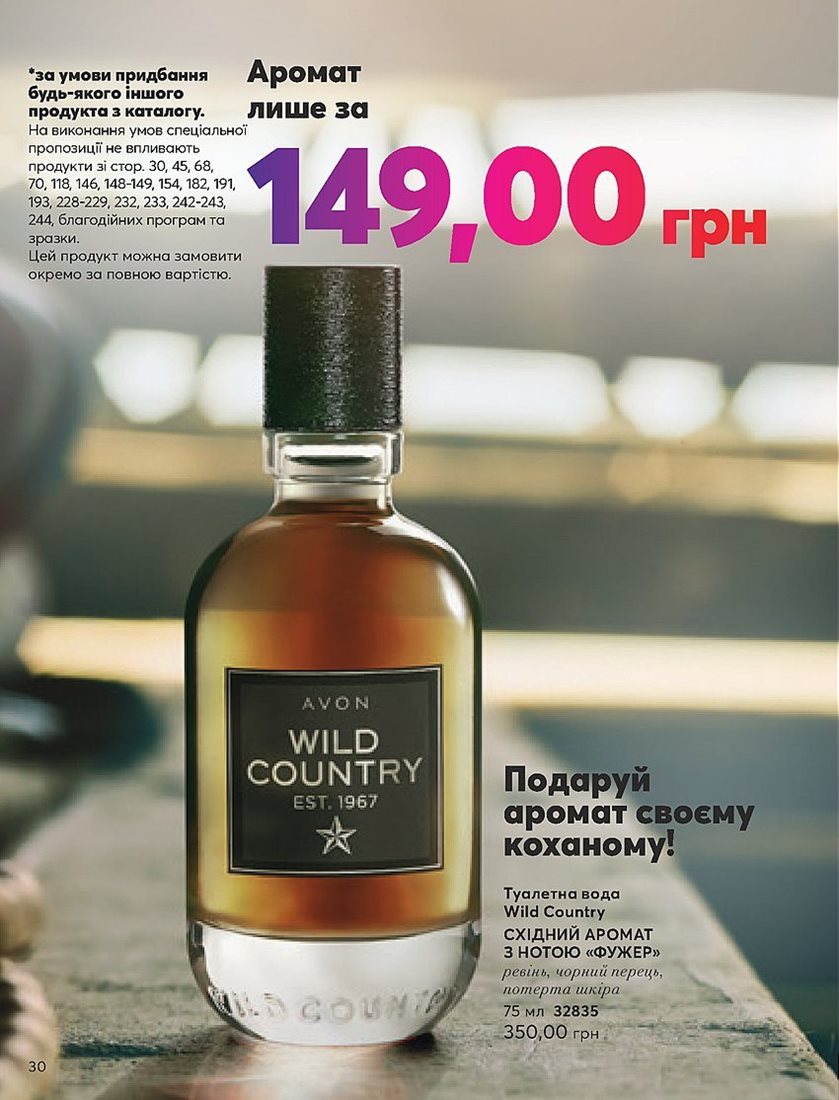 *за умови придбання
будь-якого іншого
продукта з каталогу.
На виконання умов спеціальної
пропозиції не впливають
продукти зі стор. 30, 45, 68,
70, 118, 146, 148-149, 154, 182, 191,
193, 228-229, 232, 233, 242-243,
244, благодійних програм та
зразки.
Цей продукт можна замовити
окремо за повною вартістю.
Аромат
лише за
149,00 грн
AVON
WILD
COUNTRY
EST. 1967
WILD COUNTRY
Подаруй
аромат своєму
коханому!
Туалетна вода
Wild Country
СХІДНИЙ АРОМАТ
З НОТОЮ «ФУЖЕР»
ревінь, чорний перець,
потерта шкіра
75 мл 32835
350,00 грн
30